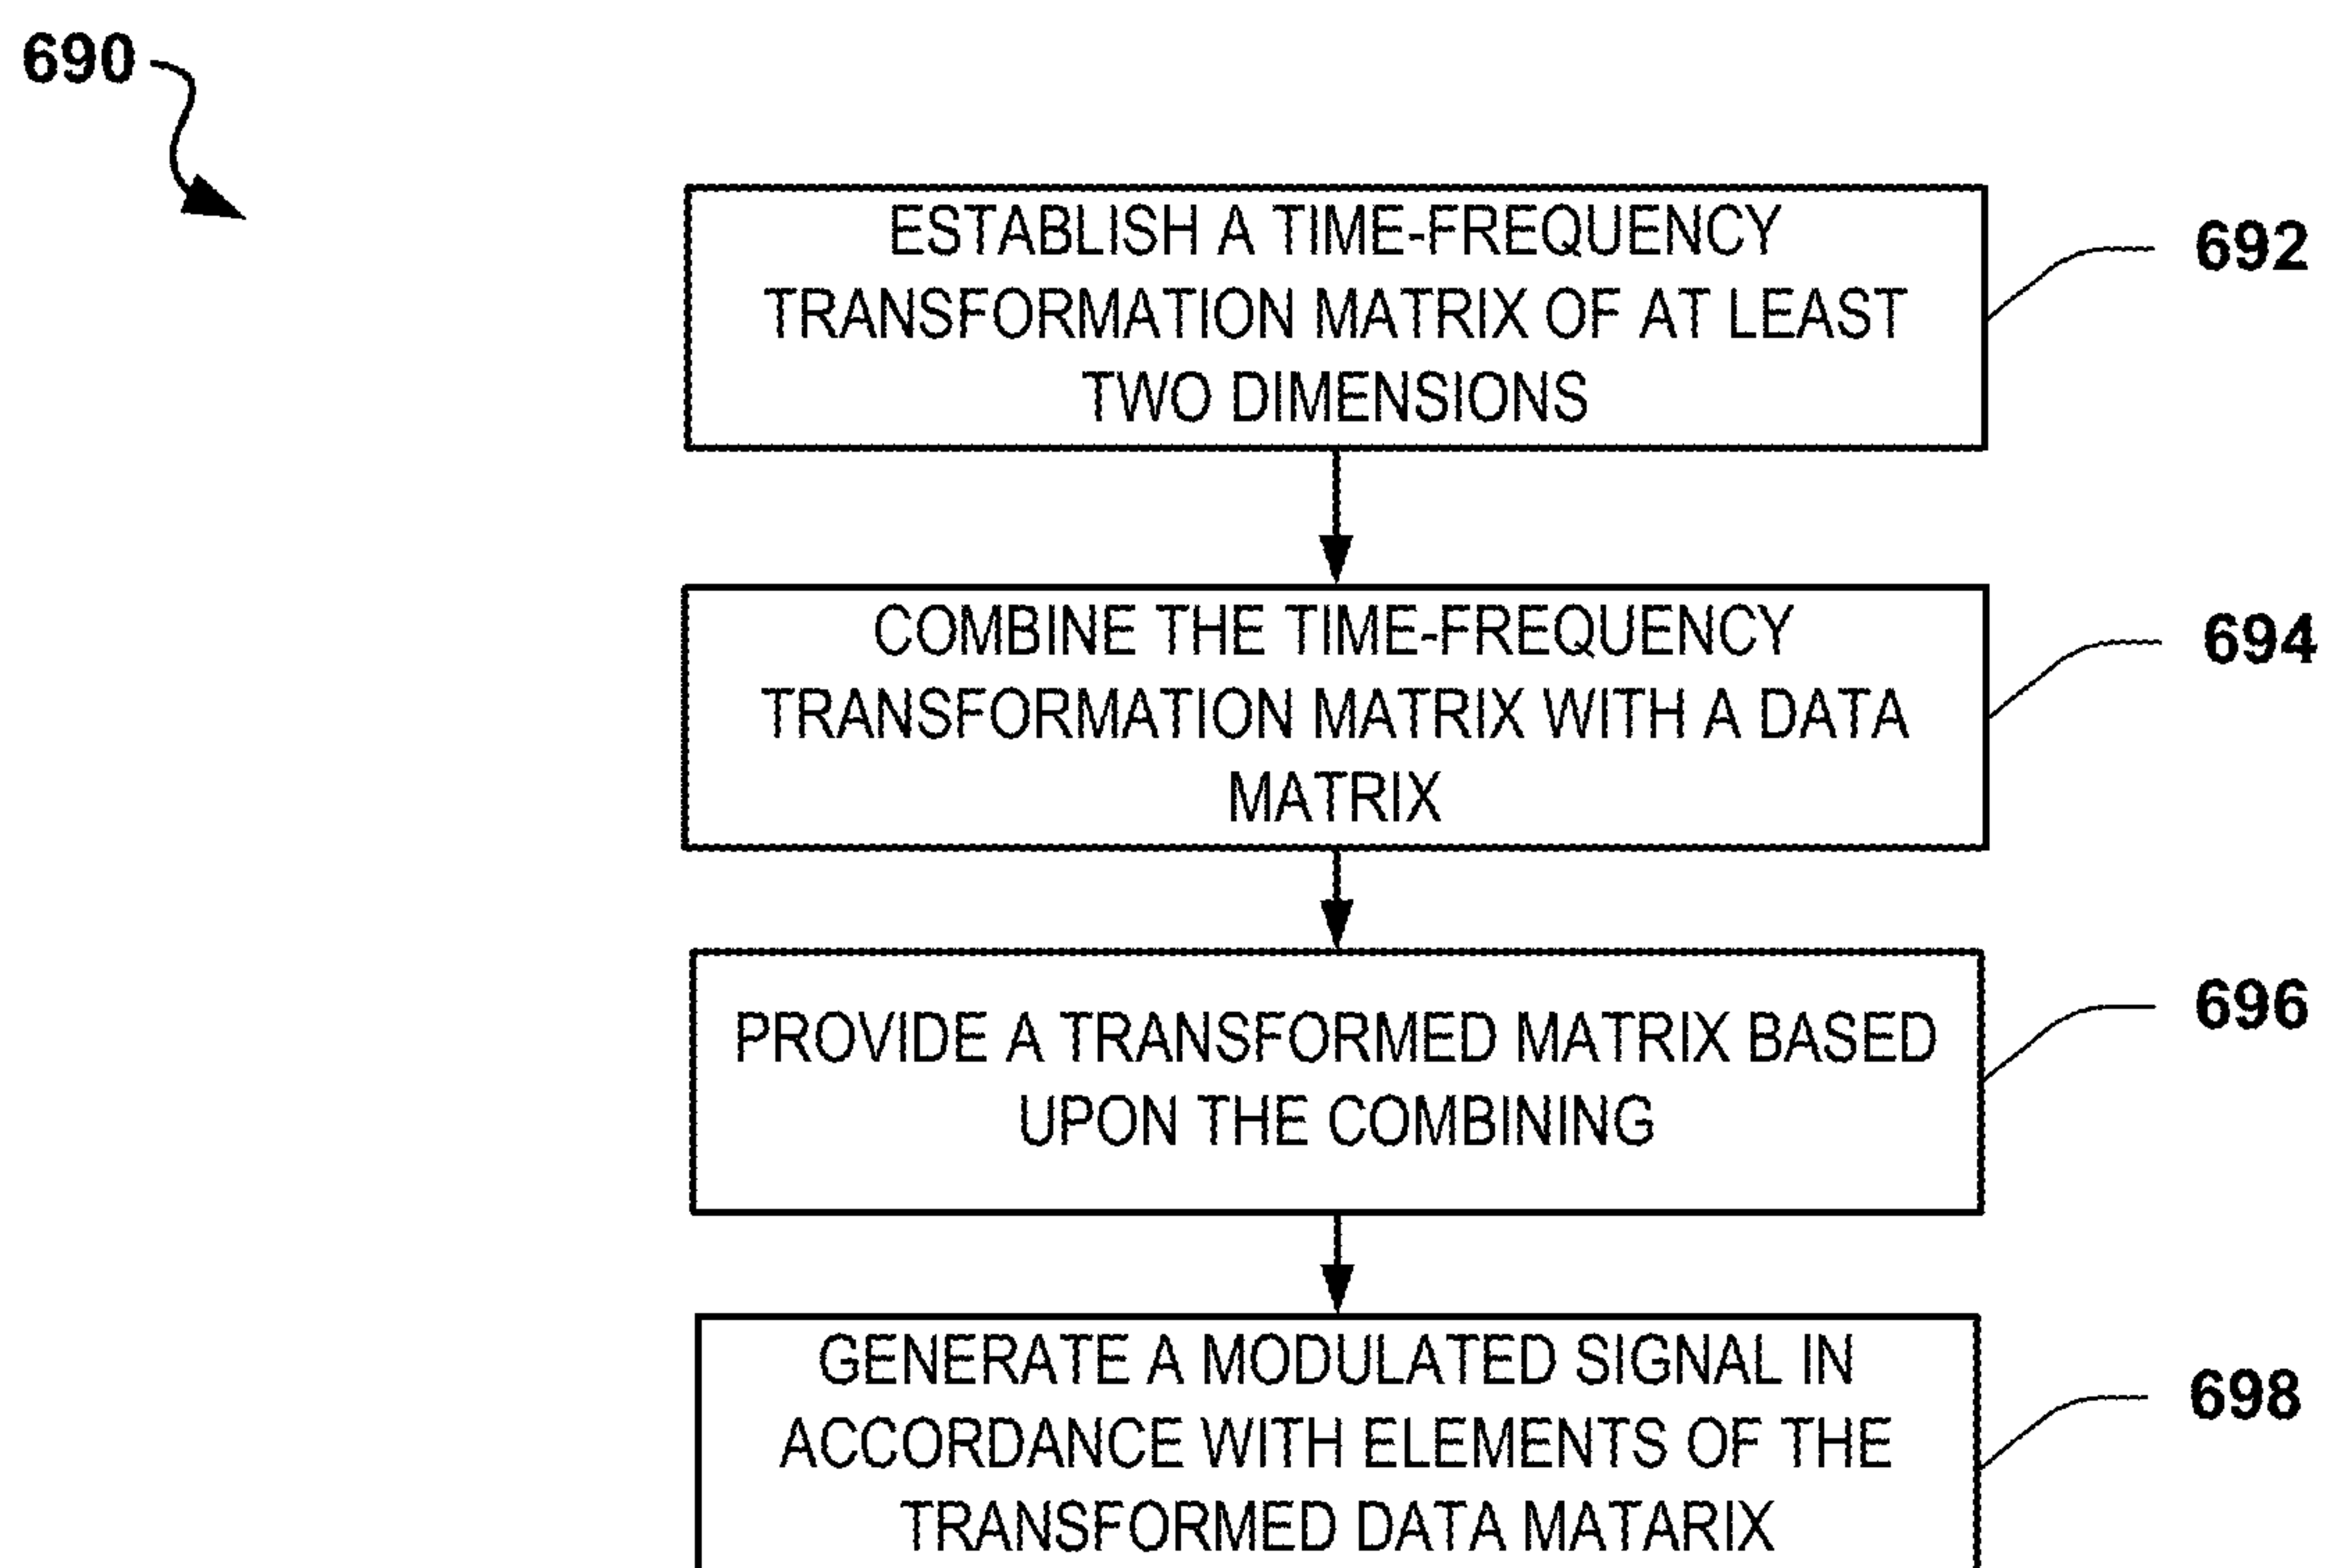 690
ESTABLISH A TIME-FREQUENCY
TRANSFORMATION MATRIX OF AT LEAST
TWO DIMENSIONS
692
COMBINE THE TIME-FREQUENCY
TRANSFORMATION MATRIX WITH A DATA
MATRIX
694
PROVIDE A TRANSFORMED MATRIX BASED
UPON THE COMBINING
696
GENERATE A MODULATED SIGNAL IN
ACCORDANCE WITH ELEMENTS OF THE
TRANSFORMED DATA MATARIX
698